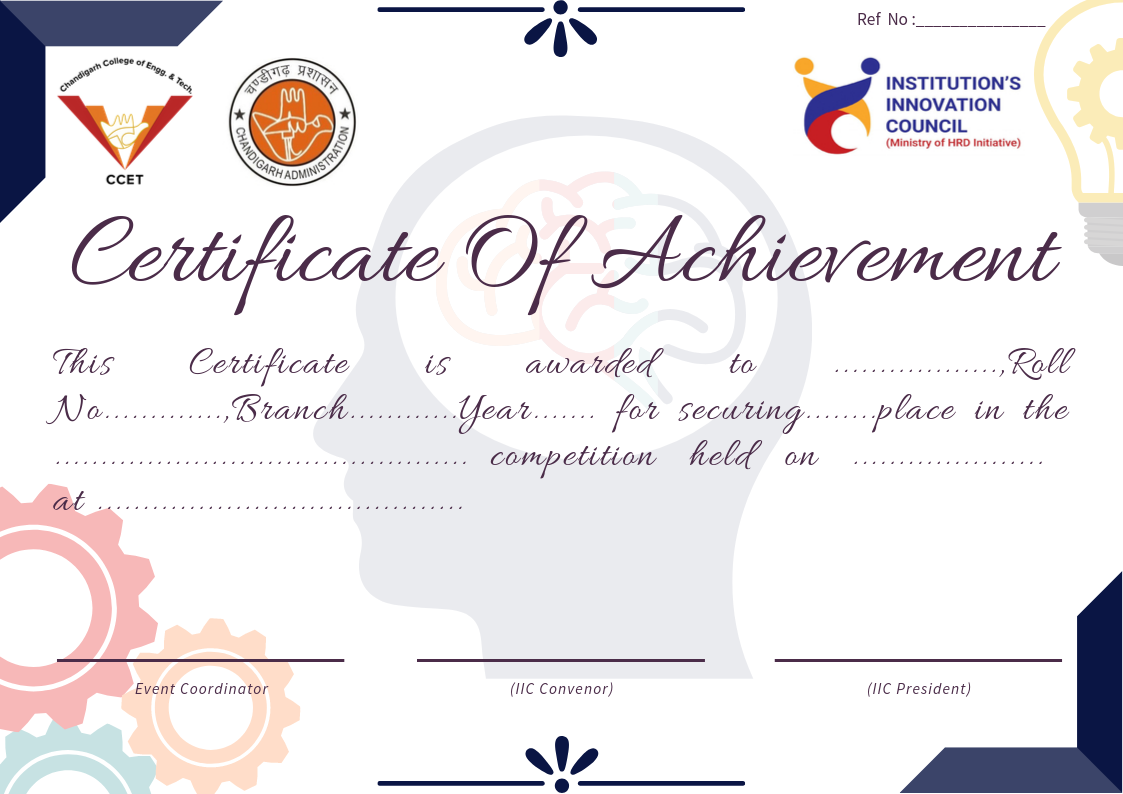 Ref No :_______________
Chandigarh College of Engg. & Tech.
CCET
चण्डीगढ़ प्रशासन
CHANDIGARH ADMINISTRATION
INSTITUTION'S
INNOVATION
COUNCIL
(Ministry of HRD Initiative)
Certificate Of Achievement
This Certificate is awarded to ..................,Roll
No.............,Branch............Year....... for securing........place in the
.............................................. competition held on .....................
at ........................................
Event Coordinator
(IIC Convenor)
(IIC President)